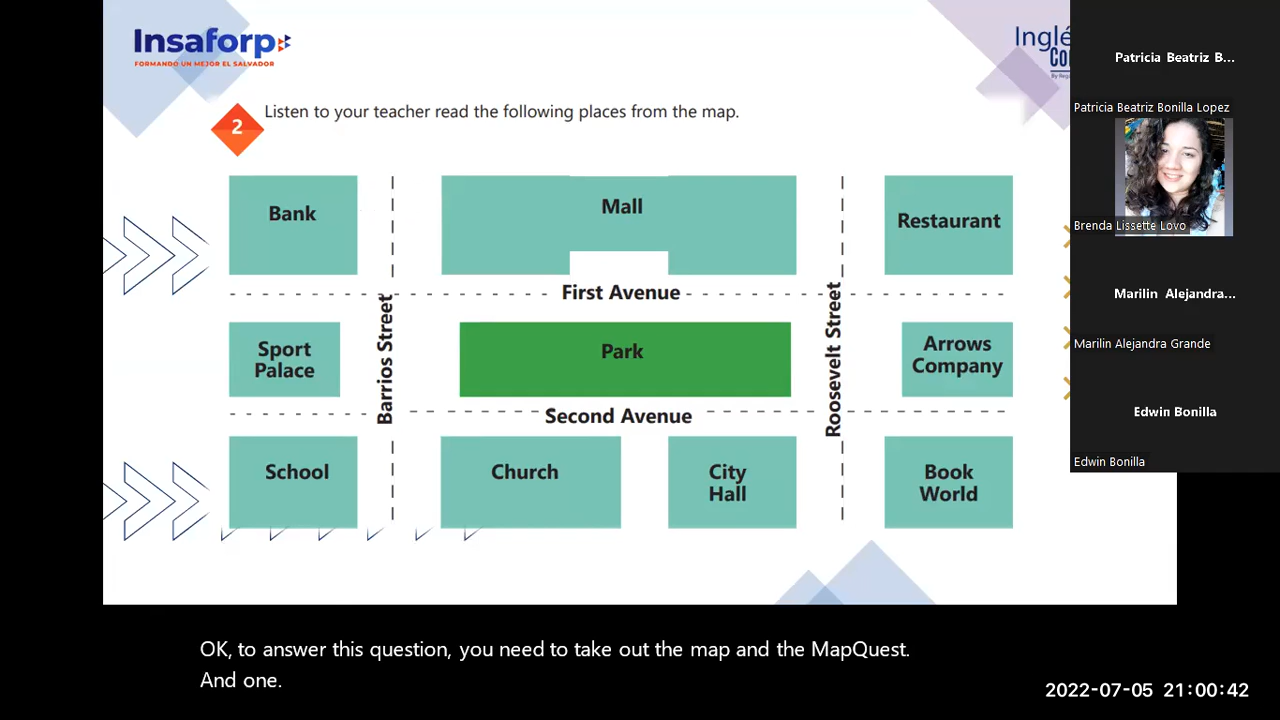 Insaforp
FORMANDO UN MEJOR EL SALVADOR
Inglé
2
Listen to your teacher read the following places from the map.
Bank
Mall
Restaurant
First Avenue
Barrios Street
Roosevelt Street
Sport
Palace
Park
Arrows
Company
Second Avenue
School
Church
City
Hall
Book
World
Patricia Beatriz B...
Patricia Beatriz Bonilla Lopez
Brenda Lissette Lovo
Marilin Alejandra...
Marilin Alejandra Grande
Edwin Bonilla
Edwin Bonilla
OK, to answer this question, you need to take out the map and the MapQuest.
And one.
2022-07-05 21:00:42